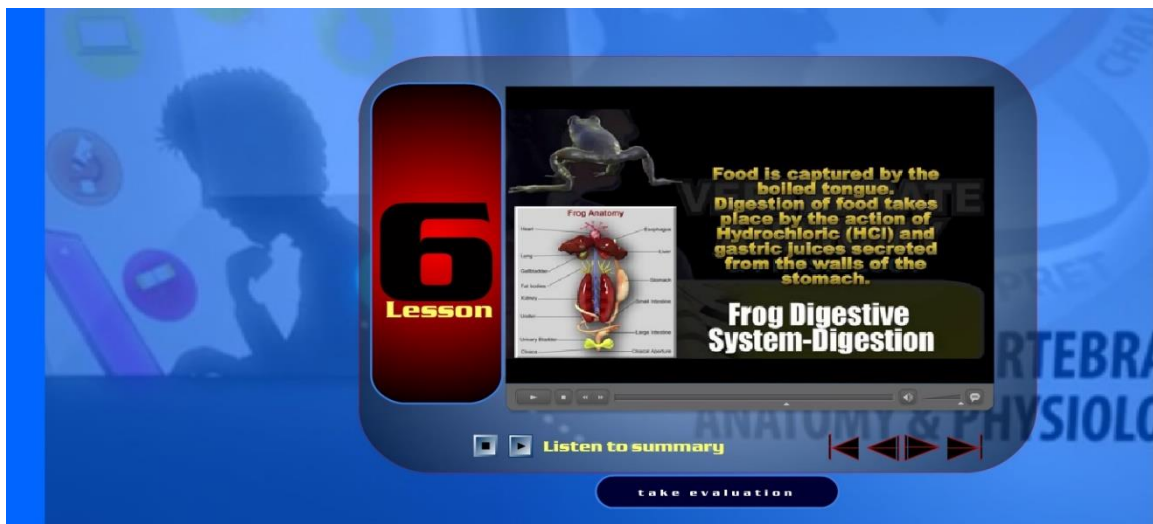 6
Lesson
Food is captured by the
boiled tongue.
Digestion of food takes
place by the action of
Hydrochloric (HCl) and
gastric juices secreted
from the walls of the
stomach.
Frog Digestive
System-Digestion
Frog Anatomy
Heart
Esophagus
Lung
Liver
Gallbladder
Stomach
Fat bodies
Kidney
Small Intestine
Ureter
Large Intestine
Urinary Bladder
Cloaca
Cloacal Aperture
Listen to summary
take evaluation
RTEBRA
ANATOMY & PHYSIOLO